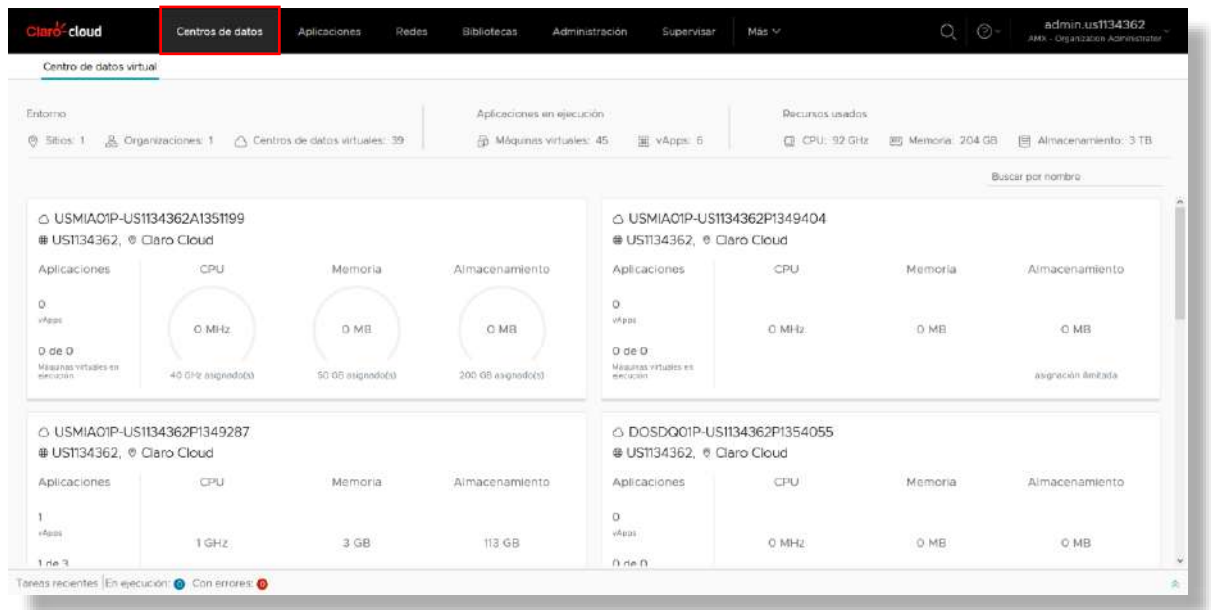 Claro-cloud
Centros de datos
Aplicaciones
Redes
Bibliotecas
Administración
Supervisar
Más
admin.us1134362
AMX - Organization Administrator
Centro de datos virtual
Entorno
Aplicaciones en ejecución
Recursos usados
Sitios: 1
Organizaciones: 1
Centros de datos virtuales: 39
Máquinas virtuales: 45
vApps: 6
CPU: 92 GHz
Memoria: 204 GB
Almacenamiento: 3 TB
Buscar por nombre
USMIA01P-US1134362A1351199
US1134362, Claro Cloud
Aplicaciones
CPU
Memoria
Almacenamiento
0
vApps
0 de 0
Máquinas virtuales en
ejecución
0 MHz
0 MB
0 MB
40 GHz asignado(s)
50 GB asignado(s)
200 GB asignado(s)
USMIA01P-US1134362P1349404
US1134362, Claro Cloud
Aplicaciones
CPU
Memoria
Almacenamiento
0
vApps
0 de 0
Máquinas virtuales en
ejecución
0 MHz
0 MB
0 MB
asignación ilimitada
USMIA01P-US1134362P1349287
US1134362, Claro Cloud
Aplicaciones
CPU
Memoria
Almacenamiento
1
vApps
1 de 3
1 GHz
3 GB
113 GB
DOSDQ01P-US1134362P1354055
US1134362, Claro Cloud
Aplicaciones
CPU
Memoria
Almacenamiento
0
vApps
0 de 0
0 MHz
0 MB
0 MB
Tareas recientes
En ejecución: 0
Con errores: 0